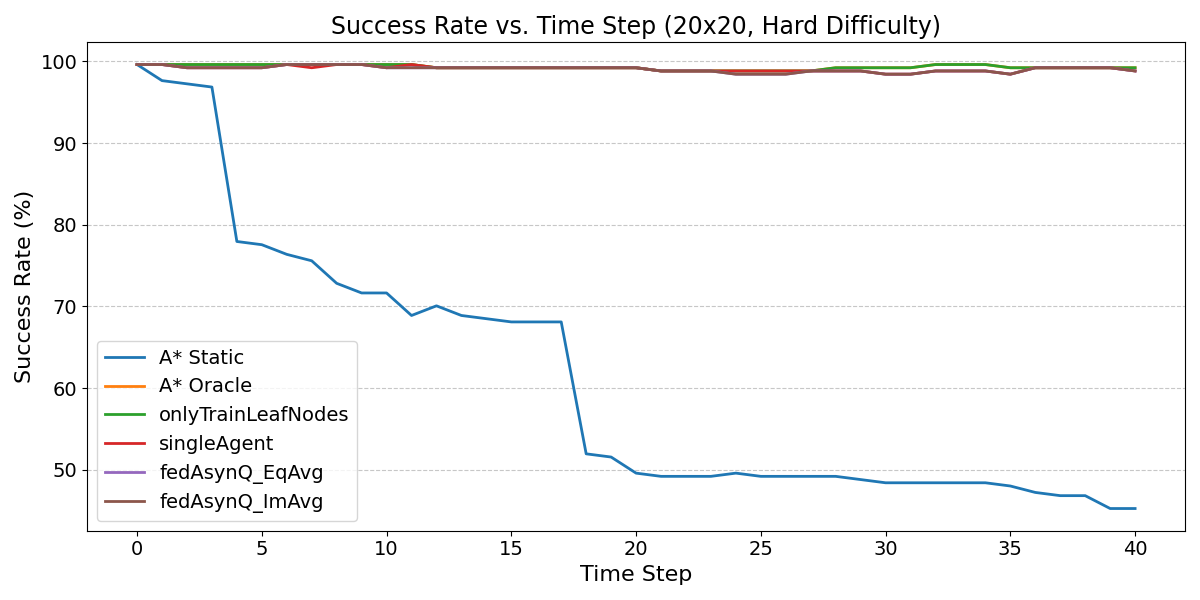 Success Rate vs. Time Step (20x20, Hard Difficulty)
Success Rate (%)
100
90
80
70
60
50
A* Static
A* Oracle
onlyTrainLeafNodes
singleAgent
fedAsynQ_EqAvg
fedAsynQ_ImAvg
0 5 10 15 20 25 30 35 40
Time Step